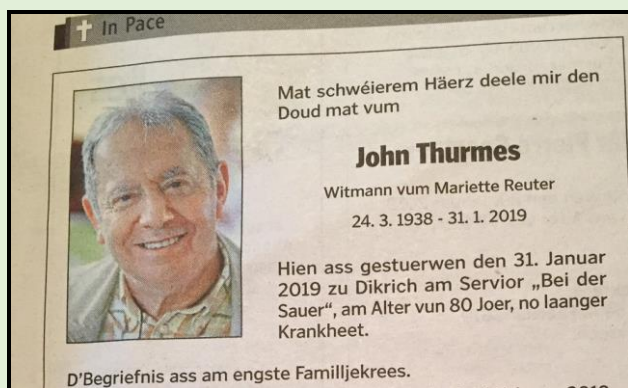 In Pace
Mat schwéierem Häerz deele mir den
Doud mat vum
John Thurmes
Witmann vum Mariette Reuter
24. 3. 1938 - 31. 1. 2019
Hien ass gestuerwen den 31. Januar
2019 zu Dikrich am Servior „Bei der
Sauer“, am Alter vun 80 Joer, no laanger
Krankheet.
D'Begriefnis ass am engste Familljekrees.